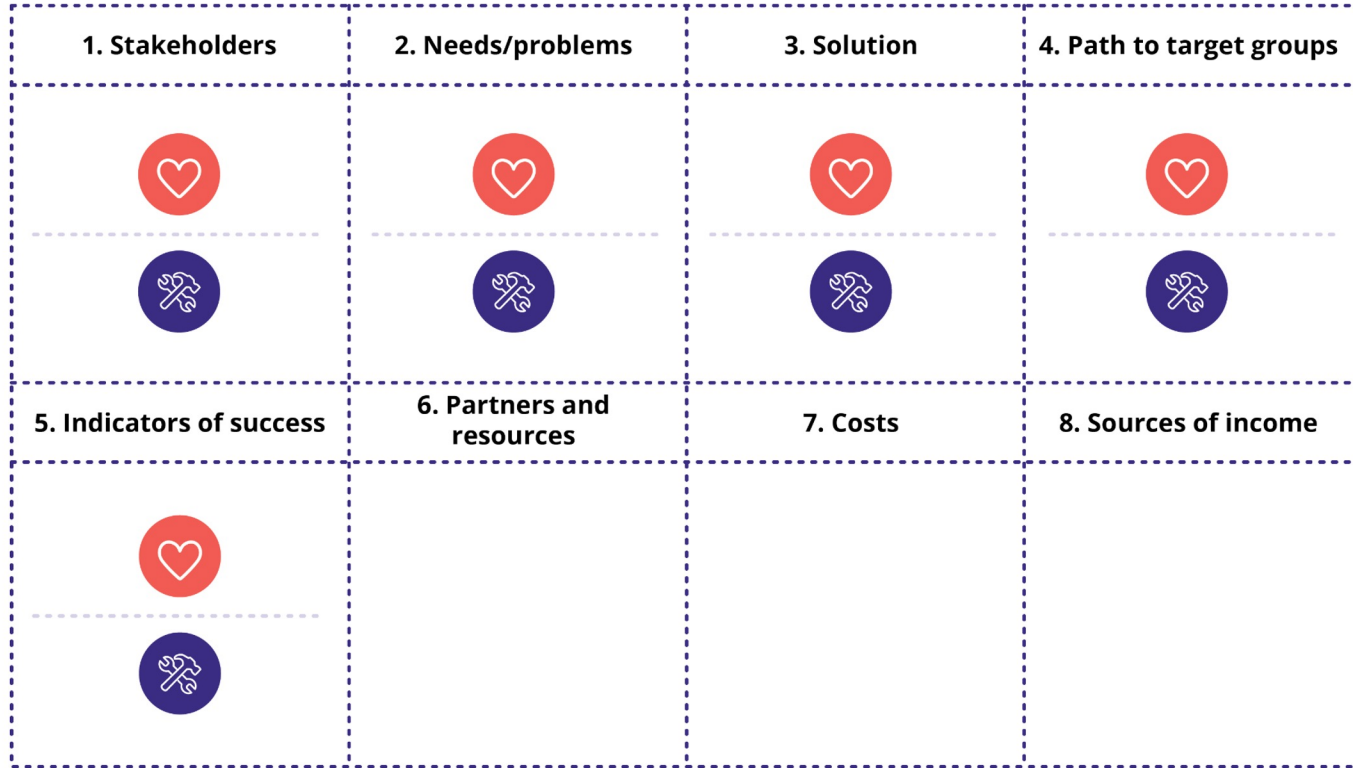 1. Stakeholders
2. Needs/problems
3. Solution
4. Path to target groups
5. Indicators of success
6. Partners and
resources
7. Costs
8. Sources of income